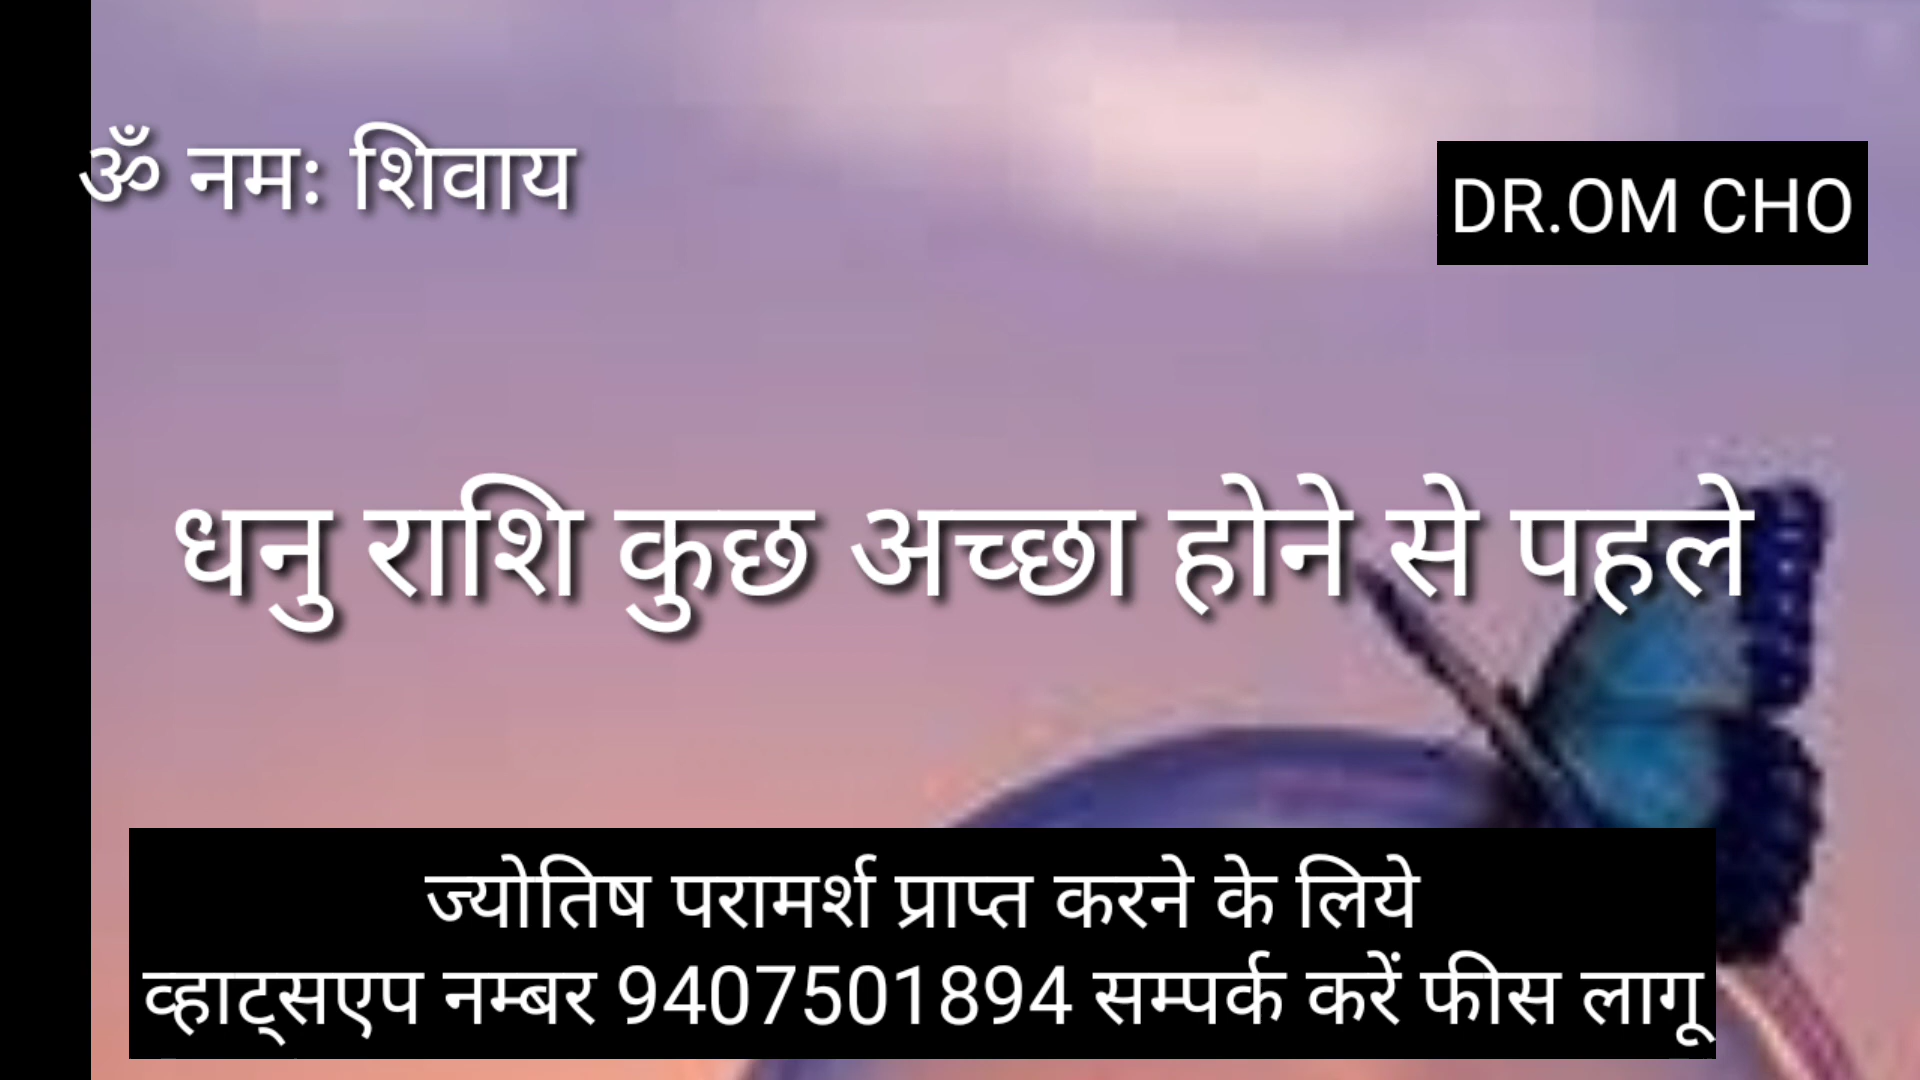 ॐ नमः शिवाय
DR.OM CHO
धनु राशि कुछ अच्छा होने से पहले
ज्योतिष परामर्श प्राप्त करने के लिये
व्हाट्सएप नम्बर 9407501894 सम्पर्क करें फीस लागू